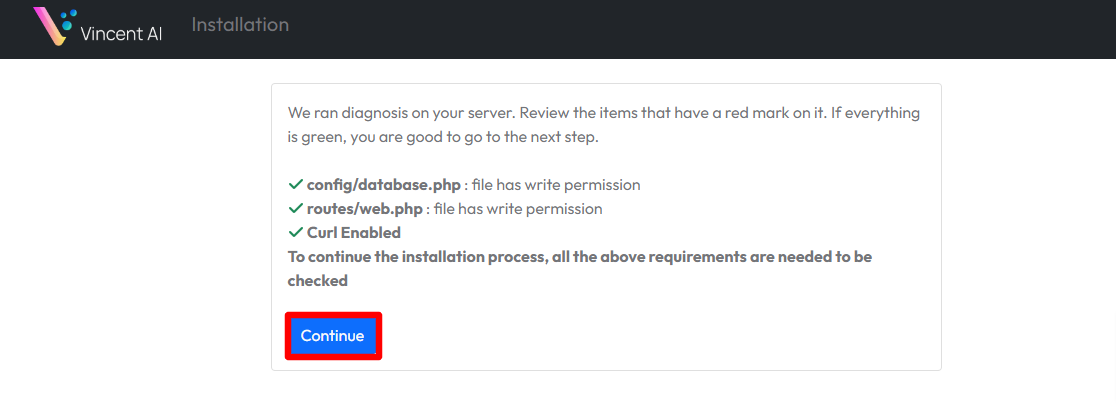 Vincent AI Installation
We ran diagnosis on your server. Review the items that have a red mark on it. If everything
is green, you are good to go to the next step.
config/database.php : file has write permission
routes/web.php : file has write permission
Curl Enabled
To continue the installation process, all the above requirements are needed to be
checked
Continue